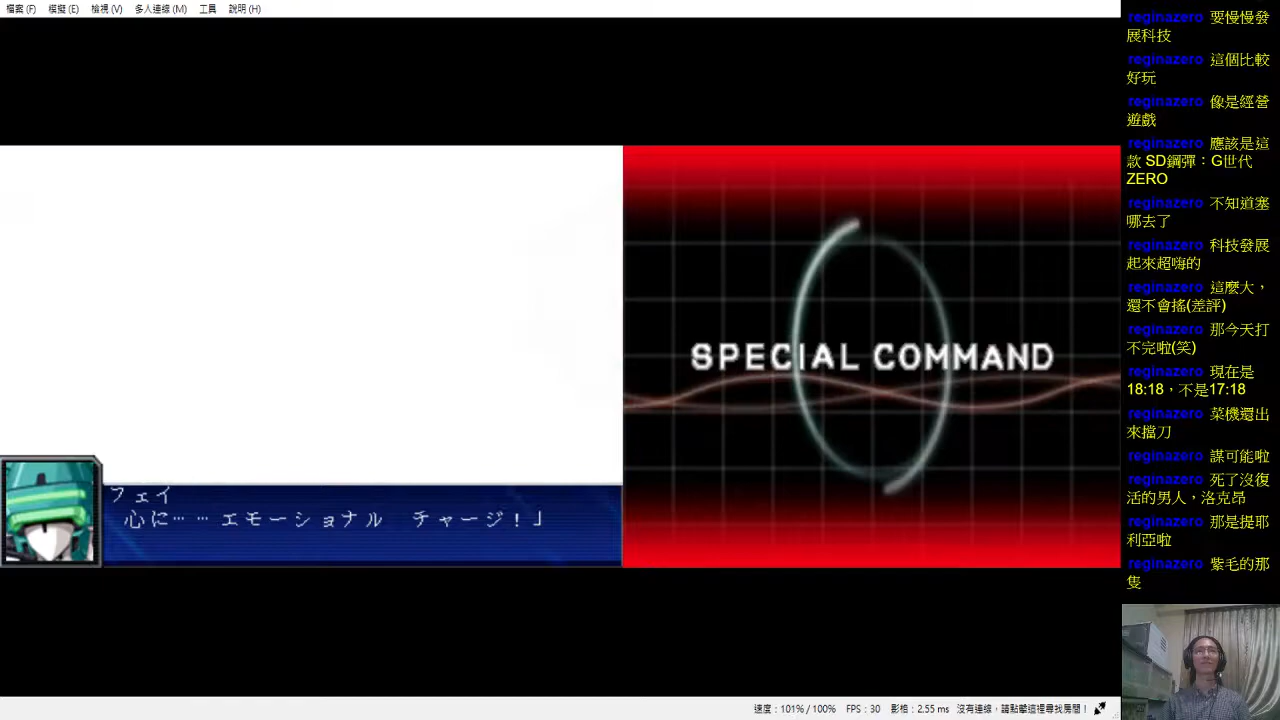 檔案(F) 模擬(E) 檢視(V) 多人連線(M) 工具 說明(H)
フェイ
心に……エモーショナル チャージ！」
SPECIAL COMMAND
reginazero 要慢慢發
展科技
reginazero 這個比較
好玩
reginazero 像是經營
遊戲
reginazero 應該是這
款 SD鋼彈：G世代
ZERO
reginazero 不知道塞
哪去了
reginazero 科技發展
起來超嗨的
reginazero 這麼大，
還不會搖(差評)
reginazero 那今天打
不完啦(笑)
reginazero 現在是
18:18，不是17:18
reginazero 菜機還出
來擋刀
reginazero 謀可能啦
reginazero 死了沒復
活的男人，洛克昂
reginazero 那是提耶
利亞啦
reginazero 紫毛的那
隻
速度：101% / 100% FPS：30 影格：2.55 ms 沒有連線，請點擊這裡尋找房間！